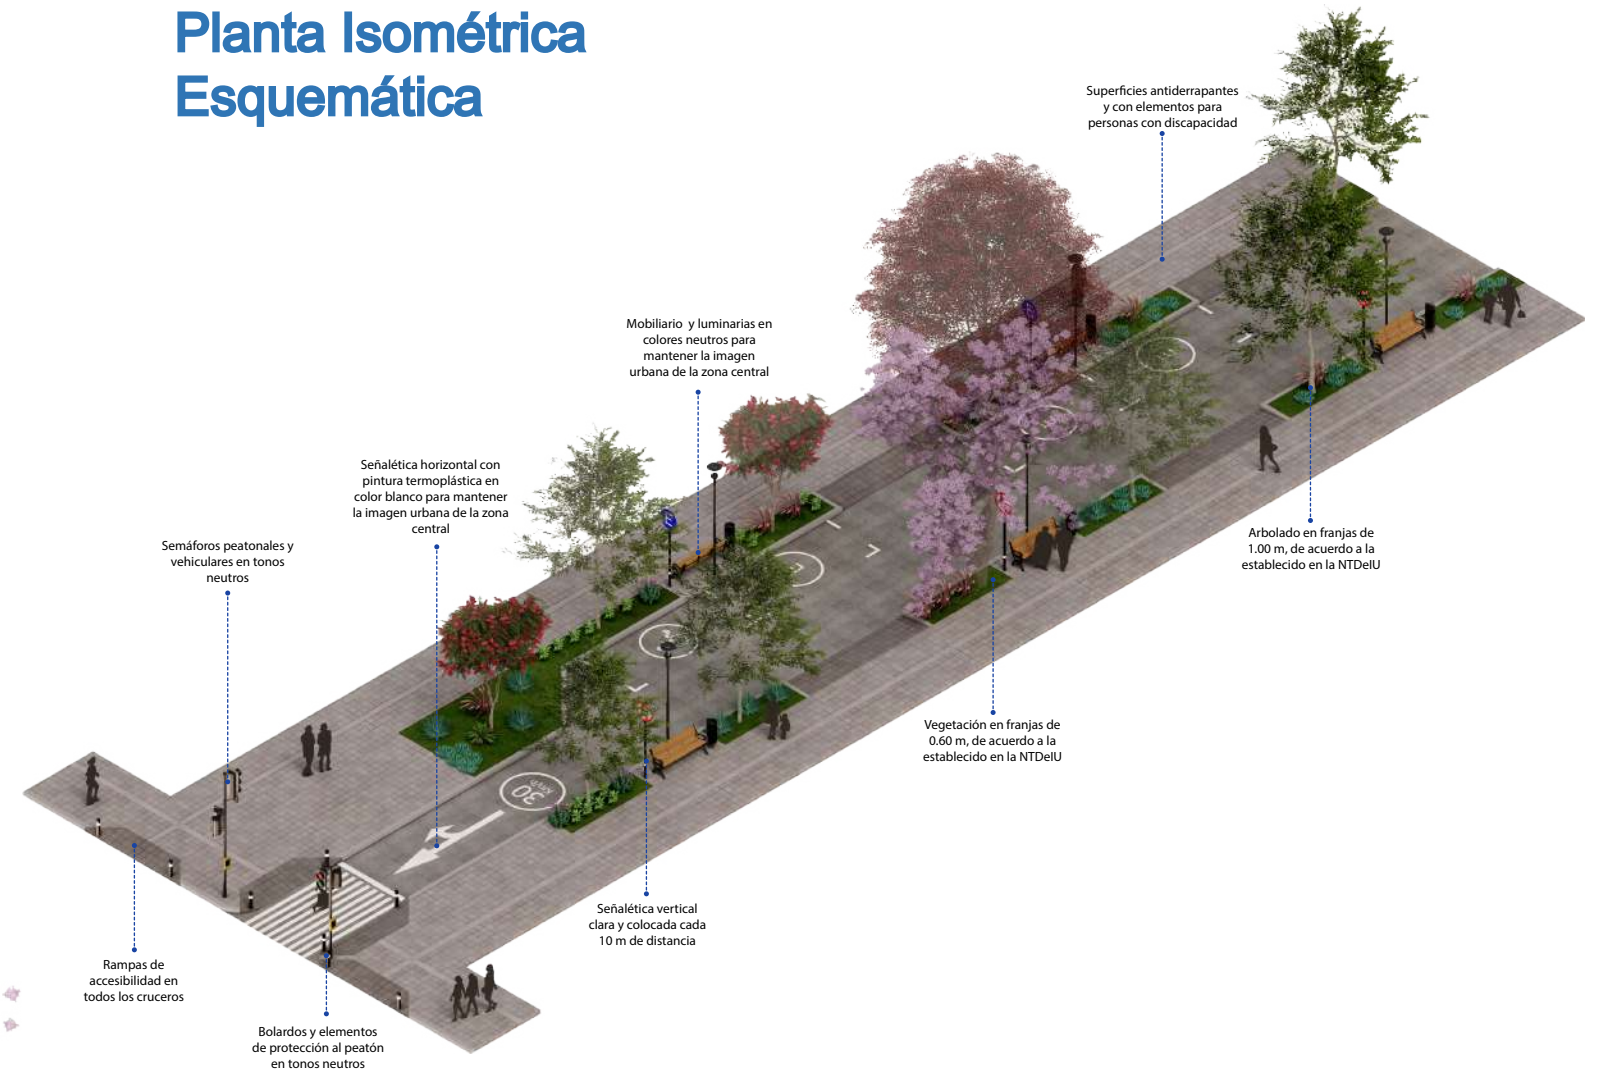 Planta Isométrica
Esquemática
Superficies antiderrapantes
y con elementos para
personas con discapacidad
Mobiliario y luminarias en
colores neutros para
mantener la imagen
urbana de la zona central
Señalética horizontal con
pintura termoplástica en
color blanco para mantener
la imagen urbana de la zona
central
Semáforos peatonales y
vehiculares en tonos
neutros
Arbolado en franjas de
1.00 m, de acuerdo a la
establecido en la NTDeIU
Vegetación en franjas de
0.60 m, de acuerdo a la
establecido en la NTDeIU
30
km/h
Señalética vertical
clara y colocada cada
10 m de distancia
Rampas de
accesibilidad en
todos los cruceros
Bolardos y elementos
de protección al peatón
en tonos neutros